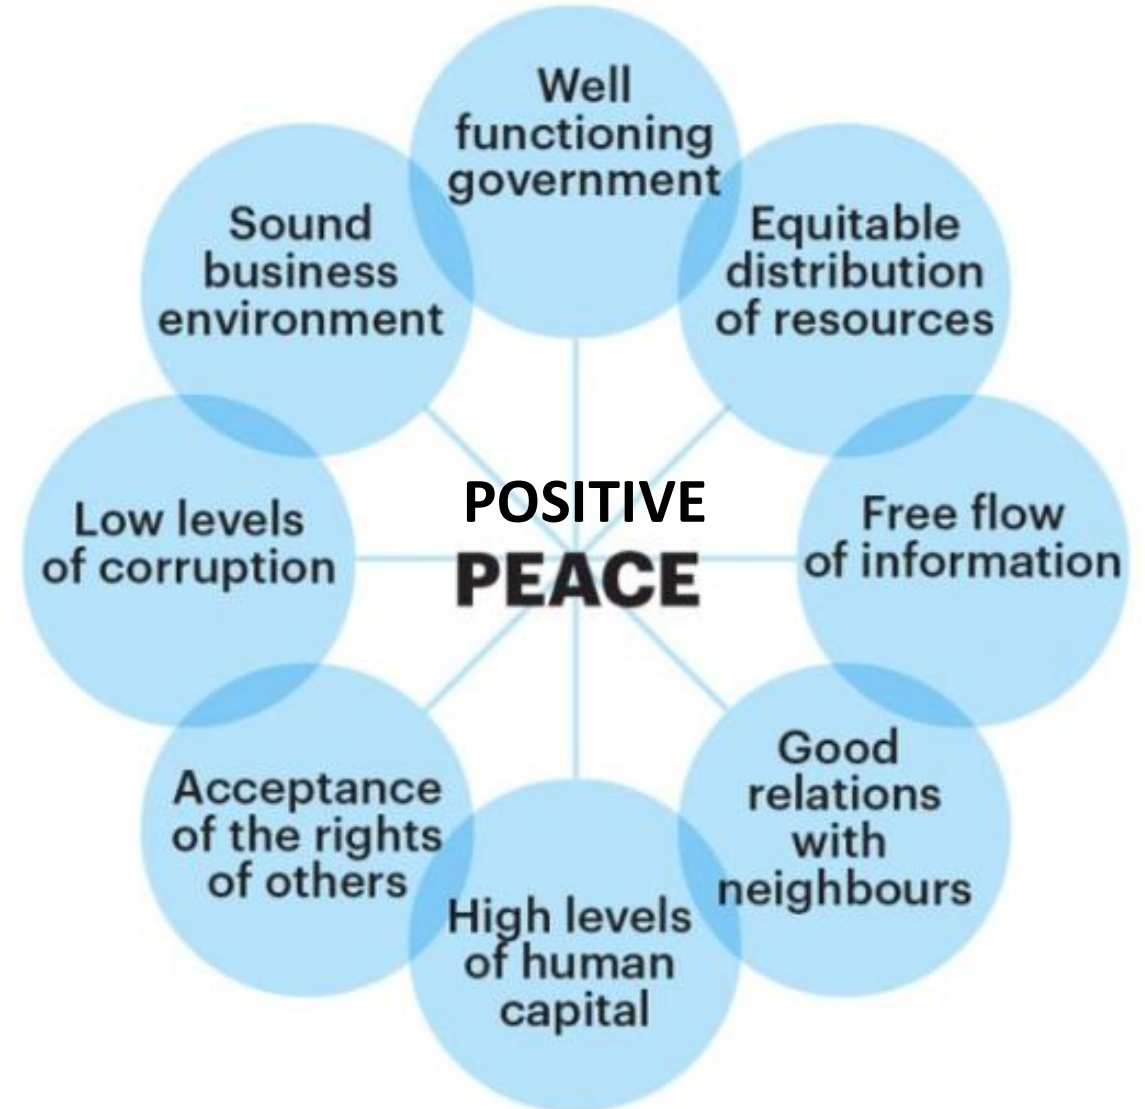 Well
functioning
government
Equitable
distribution
of resources
Free flow
of information
Good
relations
with
neighbours
High levels
of human
capital
Acceptance
of the rights
of others
Low levels
of corruption
Sound
business
environment
POSITIVE
PEACE